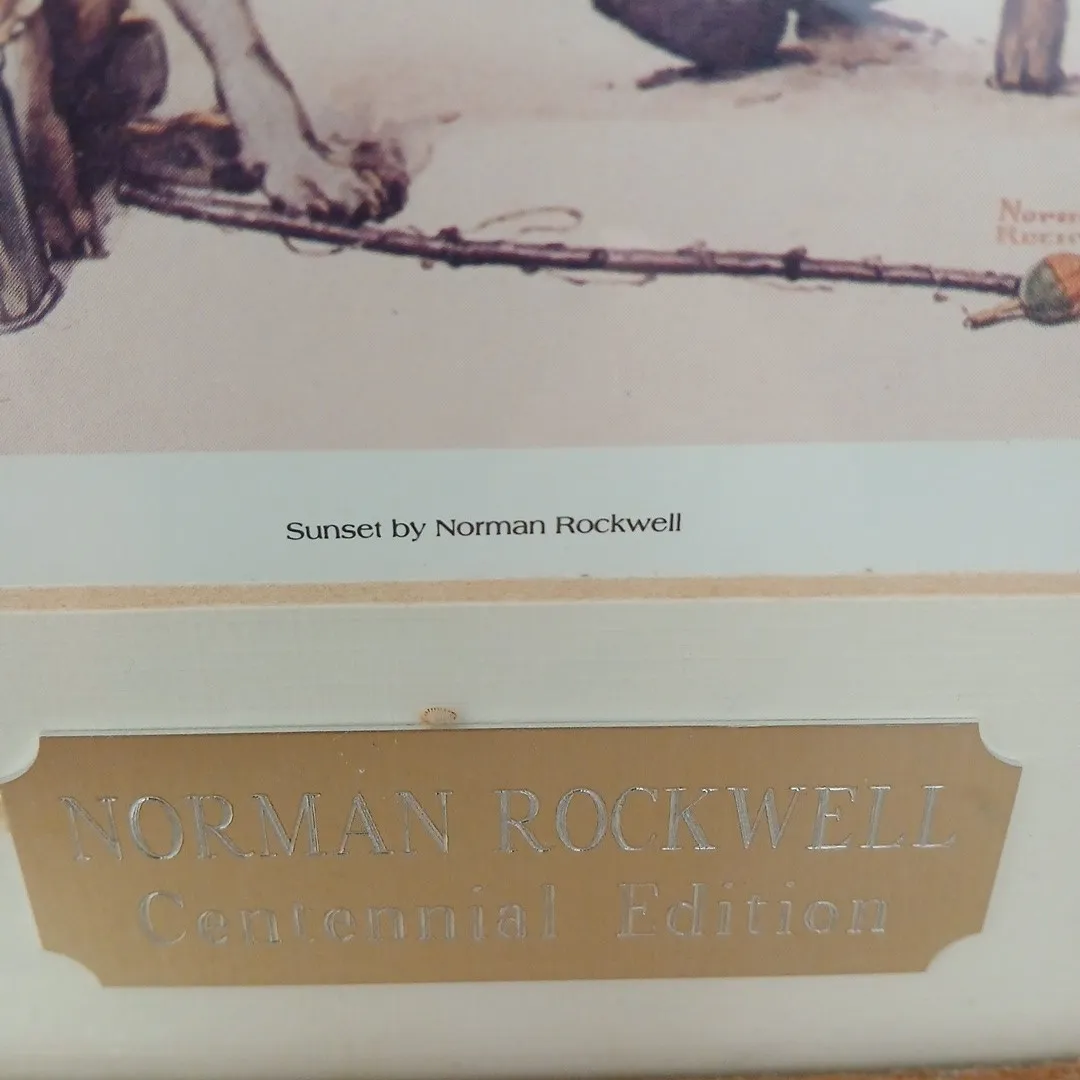 Sunset by Norman Rockwell
NORMAN ROCKWELL
Centennial Edition